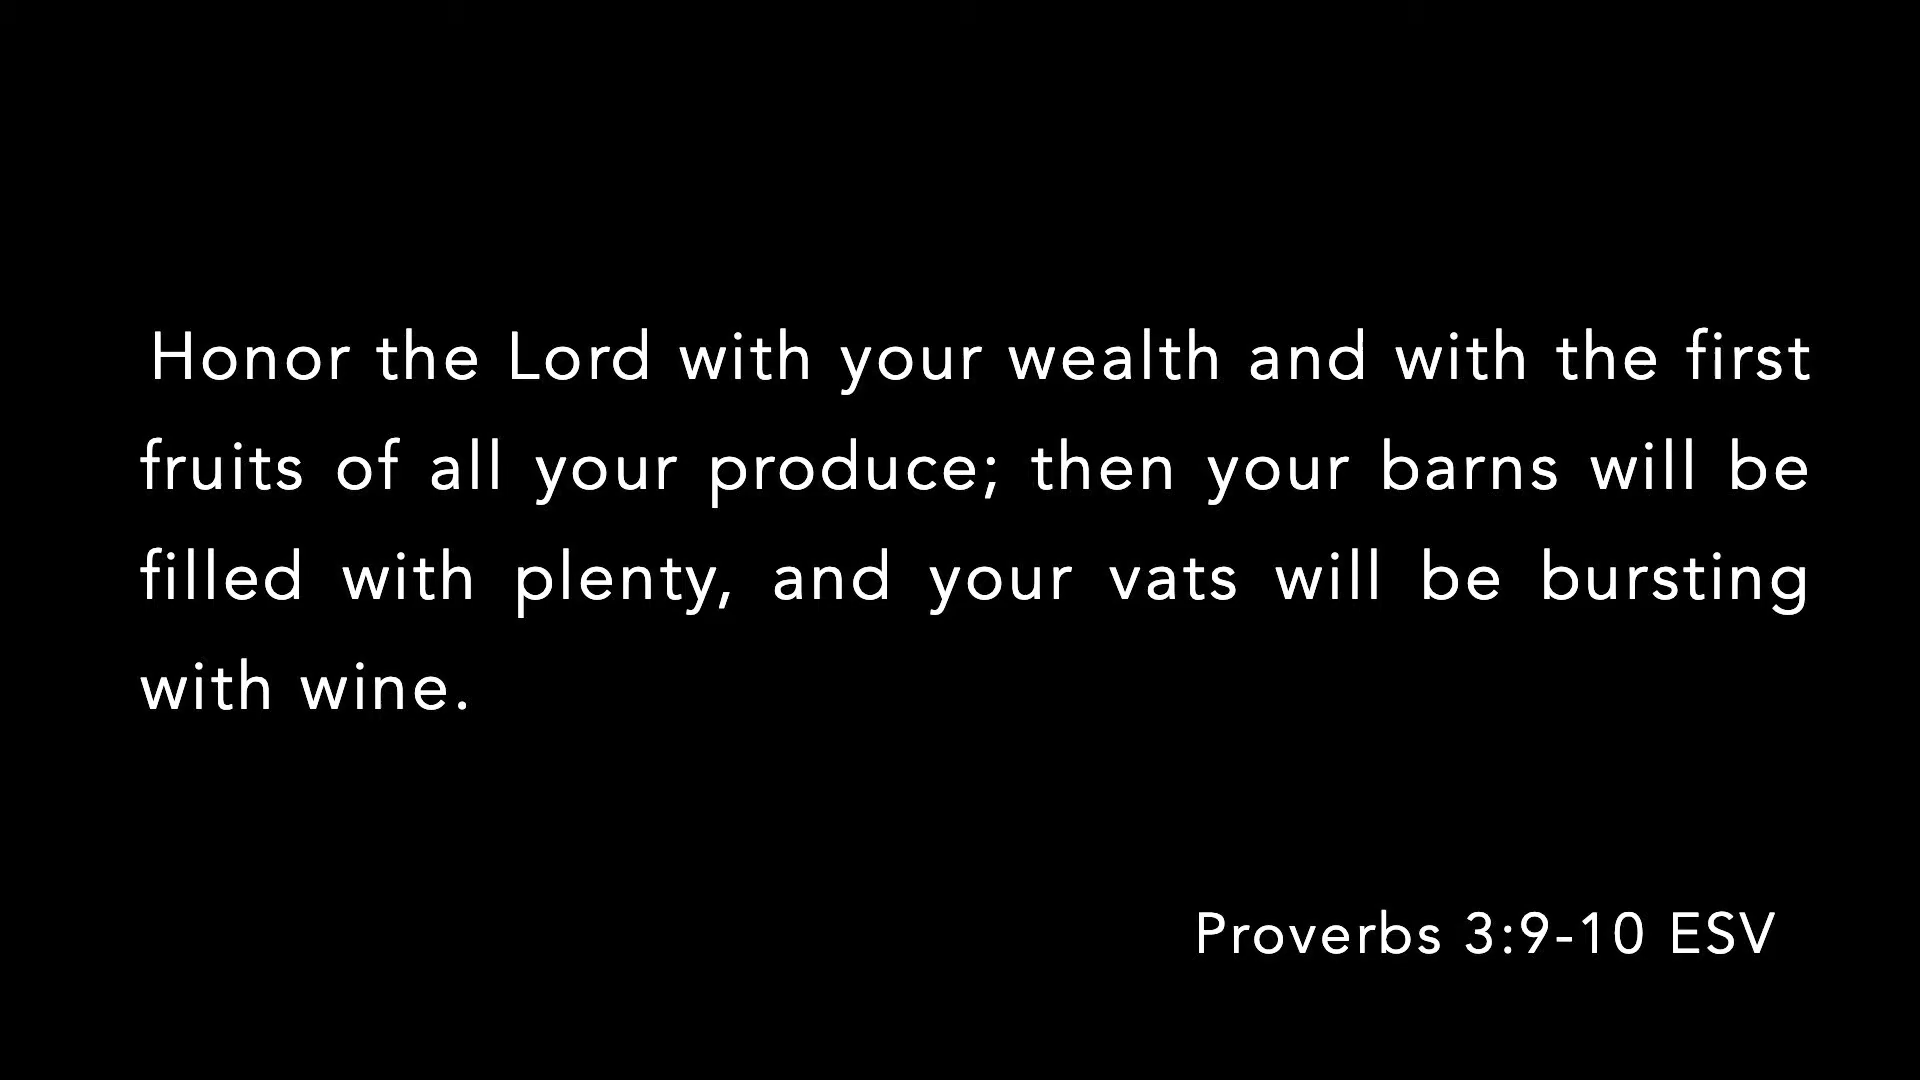 Honor the Lord with your wealth and with the first
fruits of all your produce; then your barns will be
filled with plenty, and your vats will be bursting
with wine.
Proverbs 3:9-10 ESV